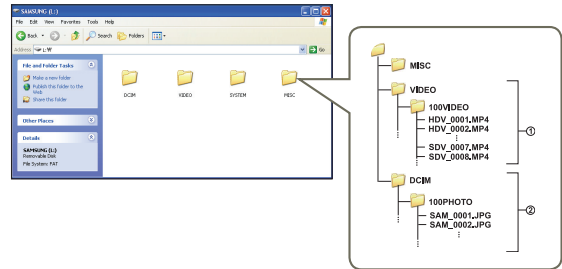 SAMSUNG (L:)
File Edit View Favorites Tools Help
Back Search Folders
Address L:\ Go
File and Folder Tasks
Make a new folder
Publish this folder to the
Web
Share this folder
Other Places
Details
SAMSUNG (L:)
Removable Disk
File System: FAT
DCIM VIDEO SYSTEM MISC
MISC
VIDEO
100VIDEO
HDV_0001.MP4
HDV_0002.MP4
SDV_0007.MP4
SDV_0008.MP4
①
DCIM
100PHOTO
SAM_0001.JPG
SAM_0002.JPG
②